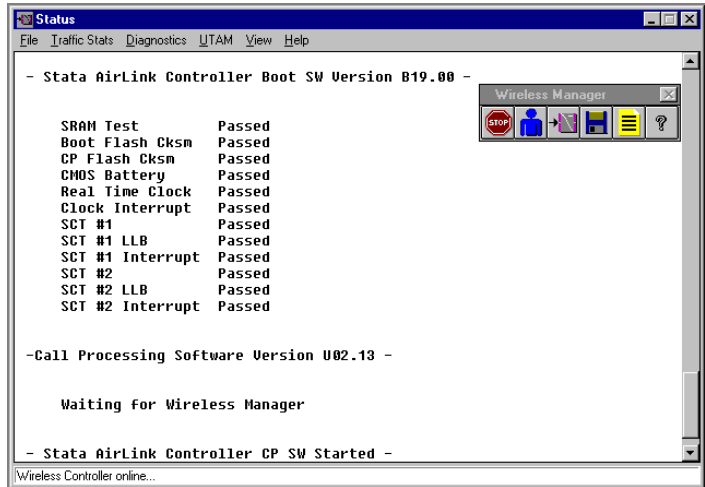 Status
File Traffic Stats Diagnostics UTAM View Help
- Stata AirLink Controller Boot SW Version B19.00 -
Wireless Manager
STOP ?
SRAM Test Passed
Boot Flash Cksm Passed
CP Flash Cksm Passed
CMOS Battery Passed
Real Time Clock Passed
Clock Interrupt Passed
SCT #1 Passed
SCT #1 LLB Passed
SCT #1 Interrupt Passed
SCT #2 Passed
SCT #2 LLB Passed
SCT #2 Interrupt Passed
-Call Processing Software Version U02.13 -
Waiting for Wireless Manager
- Stata AirLink Controller CP SW Started -
Wireless Controller online...